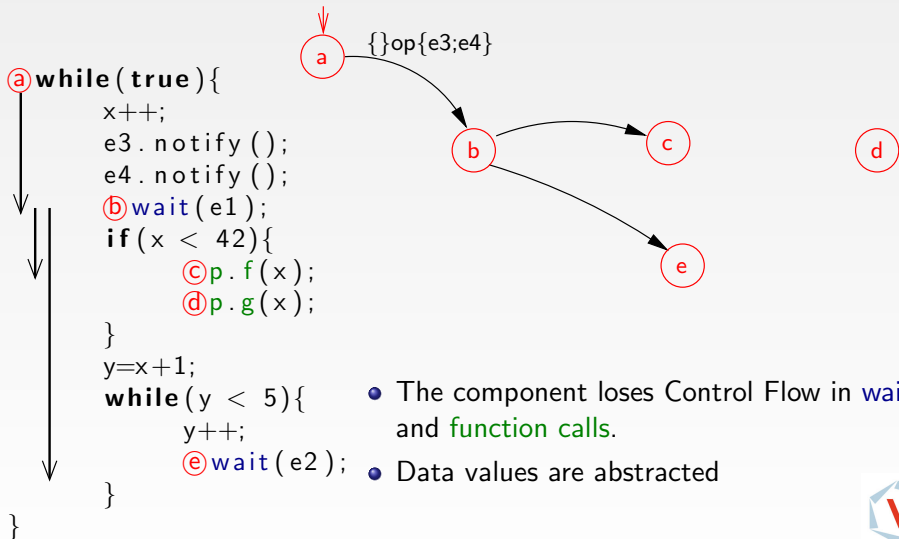 a
{}op{e3;e4}
b
c
d
e
a while(true){
x++;
e3.notify();
e4.notify();
b wait(e1);
if(x < 42){
c p.f(x);
d p.g(x);
}
y=x+1;
while(y < 5){
y++;
e wait(e2);
}
}
• The component loses Control Flow in wai
and function calls.
• Data values are abstracted